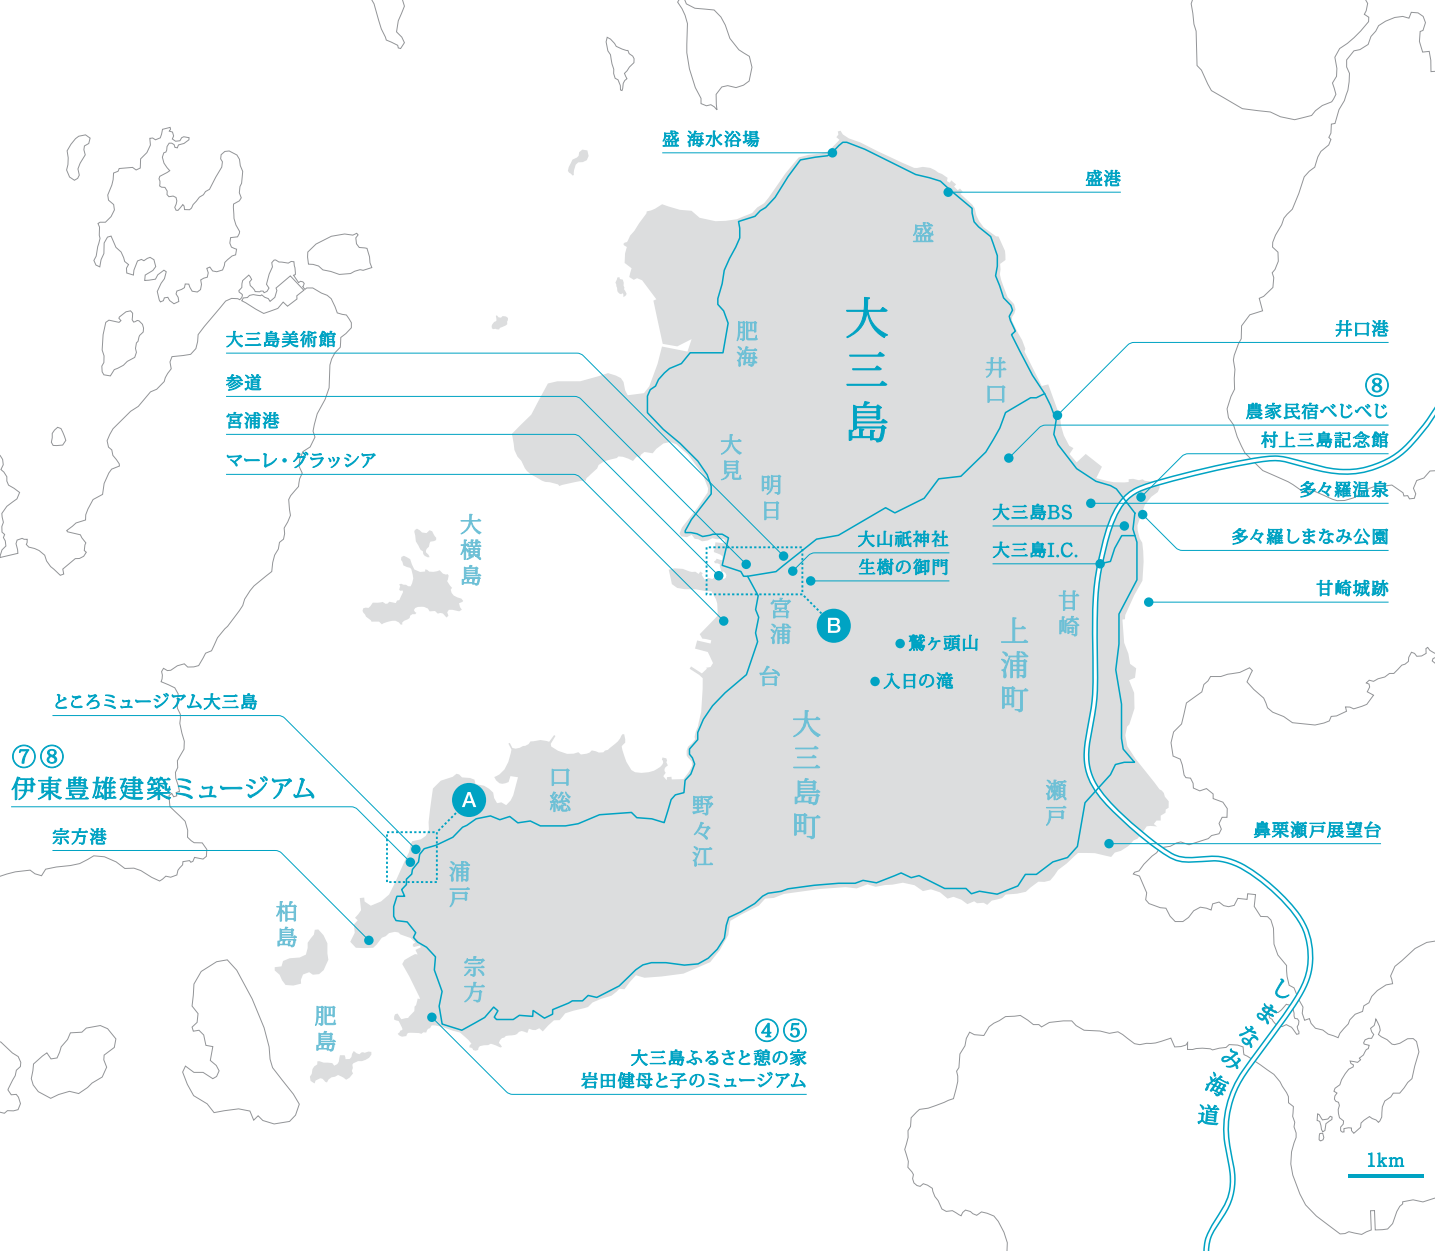 盛 海水浴場
盛港
盛
大三島
肥海
井口
井口港
大三島美術館
参道
宮浦港
マーレ・グラッシア
⑧
農家民宿べじべじ
村上三島記念館
多々羅温泉
多々羅しまなみ公園
甘崎城跡
大見
明日
大三島BS
大三島I.C.
大山祇神社
生樹の御門
大横島
宮浦
B
台
甘崎
上浦町
鷲ヶ頭山
入日の滝
ところミュージアム大三島
⑦⑧
伊東豊雄建築ミュージアム
宗方港
A
口総
野々江
大三島町
瀬戸
鼻栗瀬戸展望台
浦戸
柏島
宗方
肥島
④⑤
大三島ふるさと憩の家
岩田健母と子のミュージアム
しまなみ海道
1km